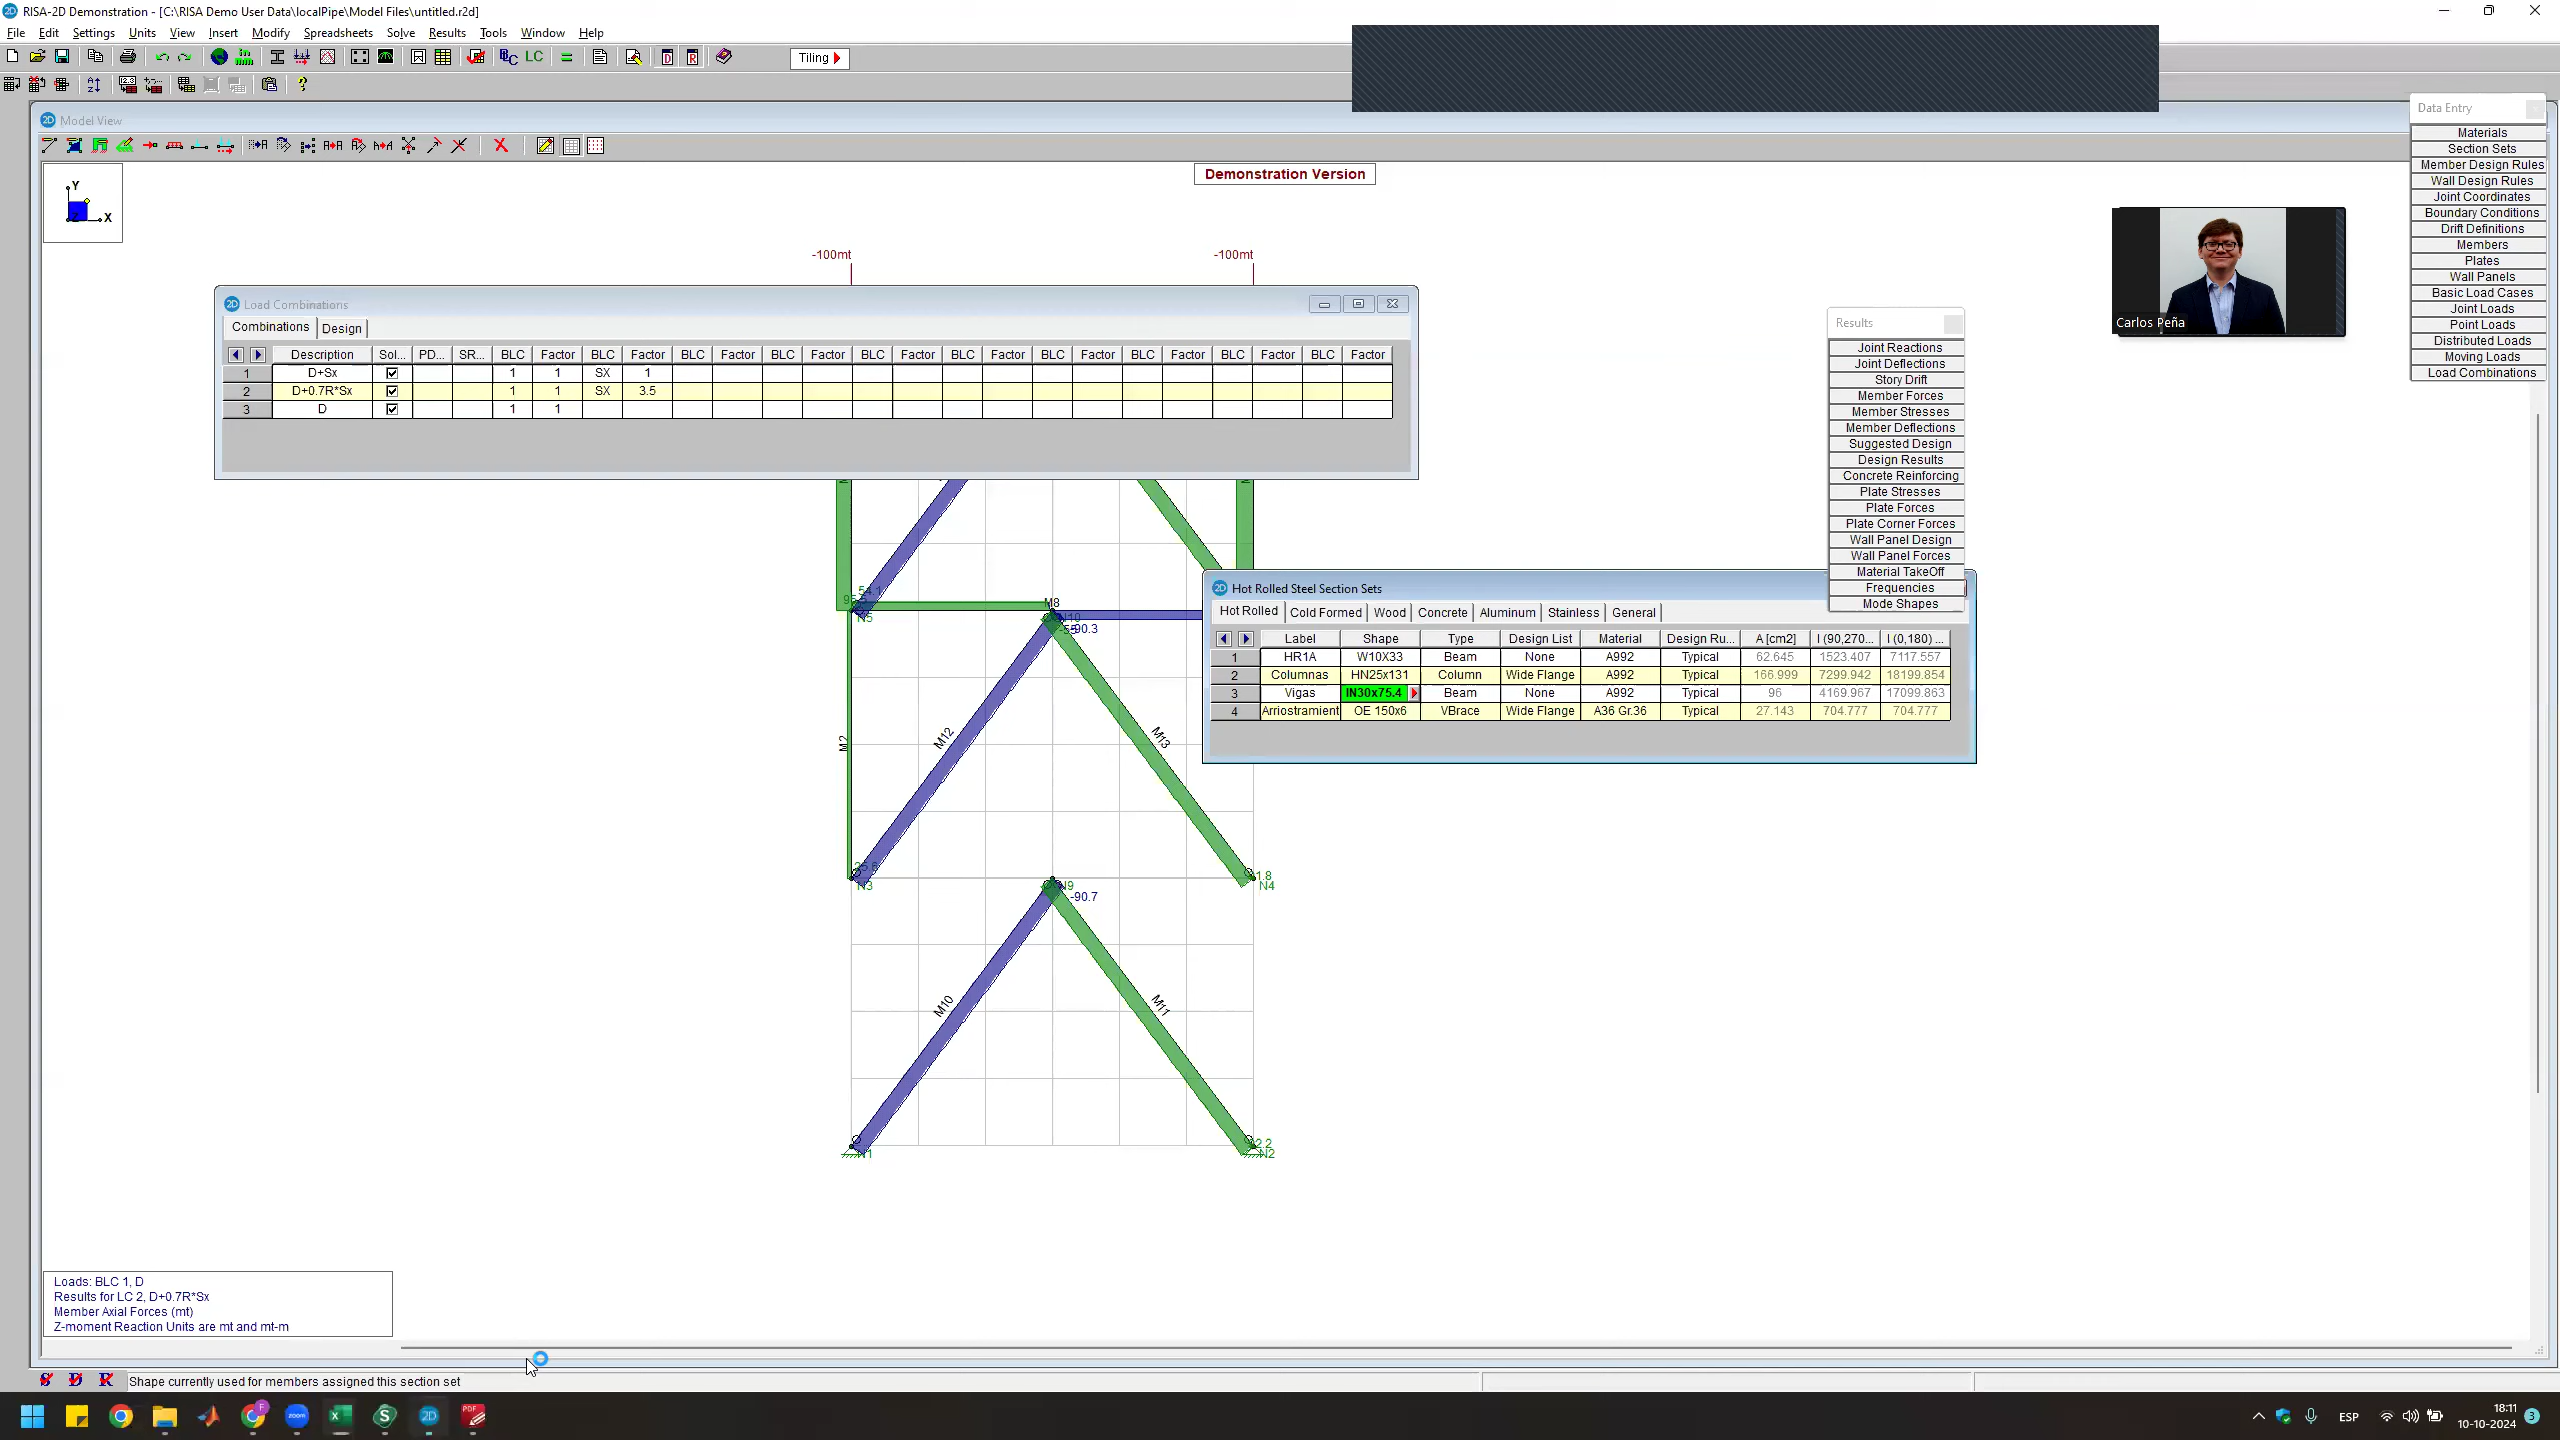 RISA-2D Demonstration - [C:\RISA Demo User Data\localPipe\Model Files\untitled.r2d]
File Edit Settings Units View Insert Modify Spreadsheets Solve Results Tools Window Help
BLC LC Tiling
Model View
Demonstration Version
Y
Z X
-100mt -100mt
Load Combinations
Combinations Design
Description Sol... PD... SR... BLC Factor BLC Factor BLC Factor BLC Factor BLC Factor BLC Factor BLC Factor BLC Factor BLC Factor BLC Factor
1 D+Sx 1 1 SX 1
2 D+0.7R*Sx 1 1 SX 3.5
3 D 1 1
N5
M8
-90.3
M2
M12
M13
N3
N9
-90.7
N4
M10
M11
N2
Hot Rolled Steel Section Sets
Hot Rolled Cold Formed Wood Concrete Aluminum Stainless General
Label Shape Type Design List Material Design Ru... A [cm2] I (90,270... I (0,180) ...
1 HR1A W10X33 Beam None A992 Typical 62.645 1523.407 7117.557
2 Columnas HN25x131 Column Wide Flange A992 Typical 166.999 7299.942 18199.854
3 Vigas IN30x75.4 Beam None A992 Typical 96 4169.967 17099.863
4 Arriostrament OE 150x6 VBrace Wide Flange A36 Gr.36 Typical 27.143 704.777 704.777
Results
Joint Reactions
Joint Deflections
Story Drift
Member Forces
Member Stresses
Member Deflections
Suggested Design
Design Results
Concrete Reinforcing
Plate Stresses
Plate Forces
Plate Corner Forces
Wall Panel Design
Wall Panel Forces
Material TakeOff
Frequencies
Mode Shapes
Carlos Peña
Data Entry
Materials
Section Sets
Member Design Rules
Wall Design Rules
Joint Coordinates
Boundary Conditions
Drift Definitions
Members
Plates
Wall Panels
Basic Load Cases
Joint Loads
Point Loads
Distributed Loads
Moving Loads
Load Combinations
Loads: BLC 1, D
Results for LC 2, D+0.7R*Sx
Member Axial Forces (mt)
Z-moment Reaction Units are mt and mt-m
Shape currently used for members assigned this section set
zoom 2D PDF
ESP
18:11
10-10-2024
3